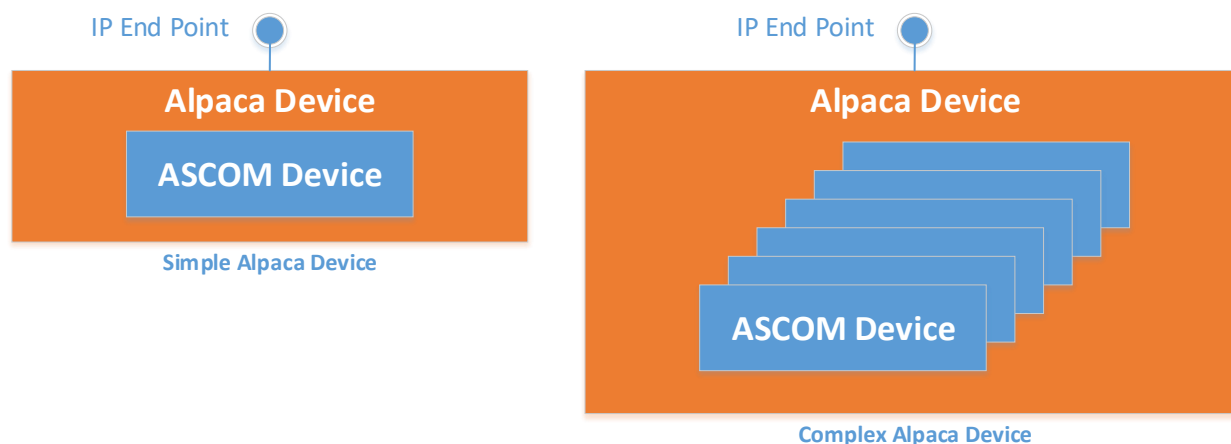 IP End Point
Alpaca Device
ASCOM Device
Simple Alpaca Device
IP End Point
Alpaca Device
ASCOM Device
Complex Alpaca Device